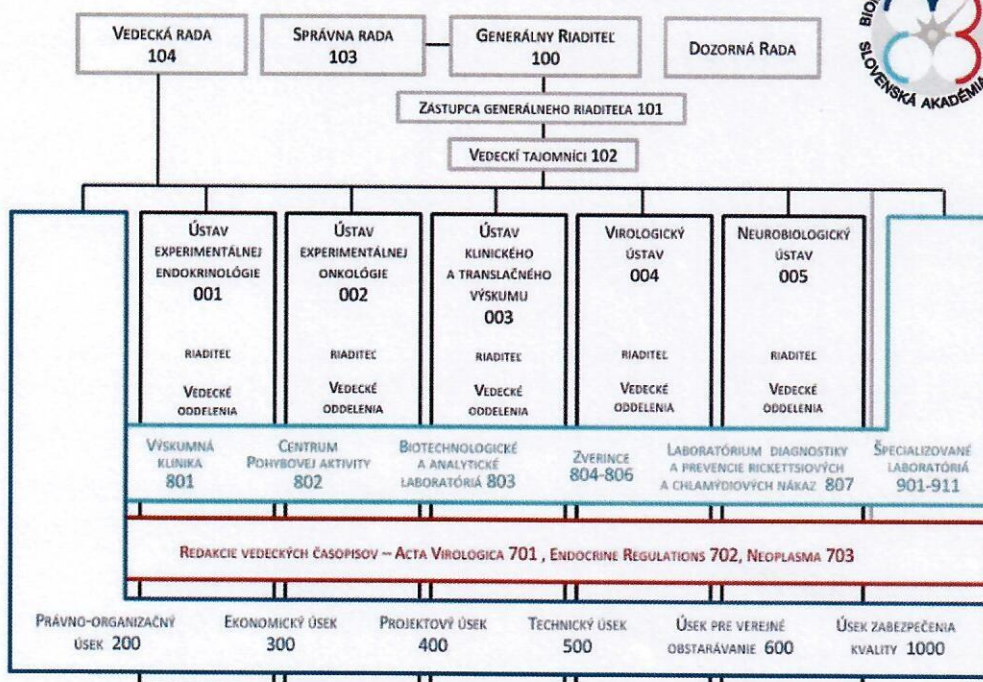 VEDECKÁ RADA
104
SPRÁVNA RADA
103
GENERÁLNY RIADITEĽ
100
DOZORNÁ RADA
SLOVENSKÁ AKADÉMIA
ZÁSTUPCA GENERÁLNEHO RIADITEĽA 101
VEDECKÍ TAJOMNÍCI 102
ÚSTAV
EXPERIMENTÁLNEJ
ENDOKRINOLÓGIE
001
RIADITEĽ
VEDECKÉ
ODDELENIA
ÚSTAV
EXPERIMENTÁLNEJ
ONKOLÓGIE
002
RIADITEĽ
VEDECKÉ
ODDELENIA
ÚSTAV
KLINICKÉHO
A TRANSLAČNÉHO
VÝSKUMU
003
RIADITEĽ
VEDECKÉ
ODDELENIA
VIROLOGICKÝ
ÚSTAV
004
RIADITEĽ
VEDECKÉ
ODDELENIA
NEUROBIOLOGICKÝ
ÚSTAV
005
RIADITEĽ
VEDECKÉ
ODDELENIA
VÝSKUMNÁ
KLINIKA
801
CENTRUM
POHYBOVEJ AKTIVITY
802
BIOTECHNOLOGICKÉ
A ANALYTICKÉ
LABORATÓRIÁ 803
ZVERINCE
804-806
LABORATÓRIUM DIAGNOSTIKY
A PREVENCIE RICKETTSIOVÝCH
A CHLAMÝDIOVÝCH NÁKAZ 807
ŠPECIALIZOVANÉ
LABORATÓRIÁ
901-911
REDAKCIE VEDECKÝCH ČASOPISOV – ACTA VIROLOGICA 701 , ENDOCRINE REGULATIONS 702, NEOPLASMA 703
PRÁVNO-ORGANIZAČNÝ
ÚSEK 200
EKONOMICKÝ ÚSEK
300
PROJEKTOVÝ ÚSEK
400
TECHNICKÝ ÚSEK
500
ÚSEK PRE VEREJNÉ
OBSTARÁVANIE 600
ÚSEK ZABEZPEČENIA
KVALITY 1000